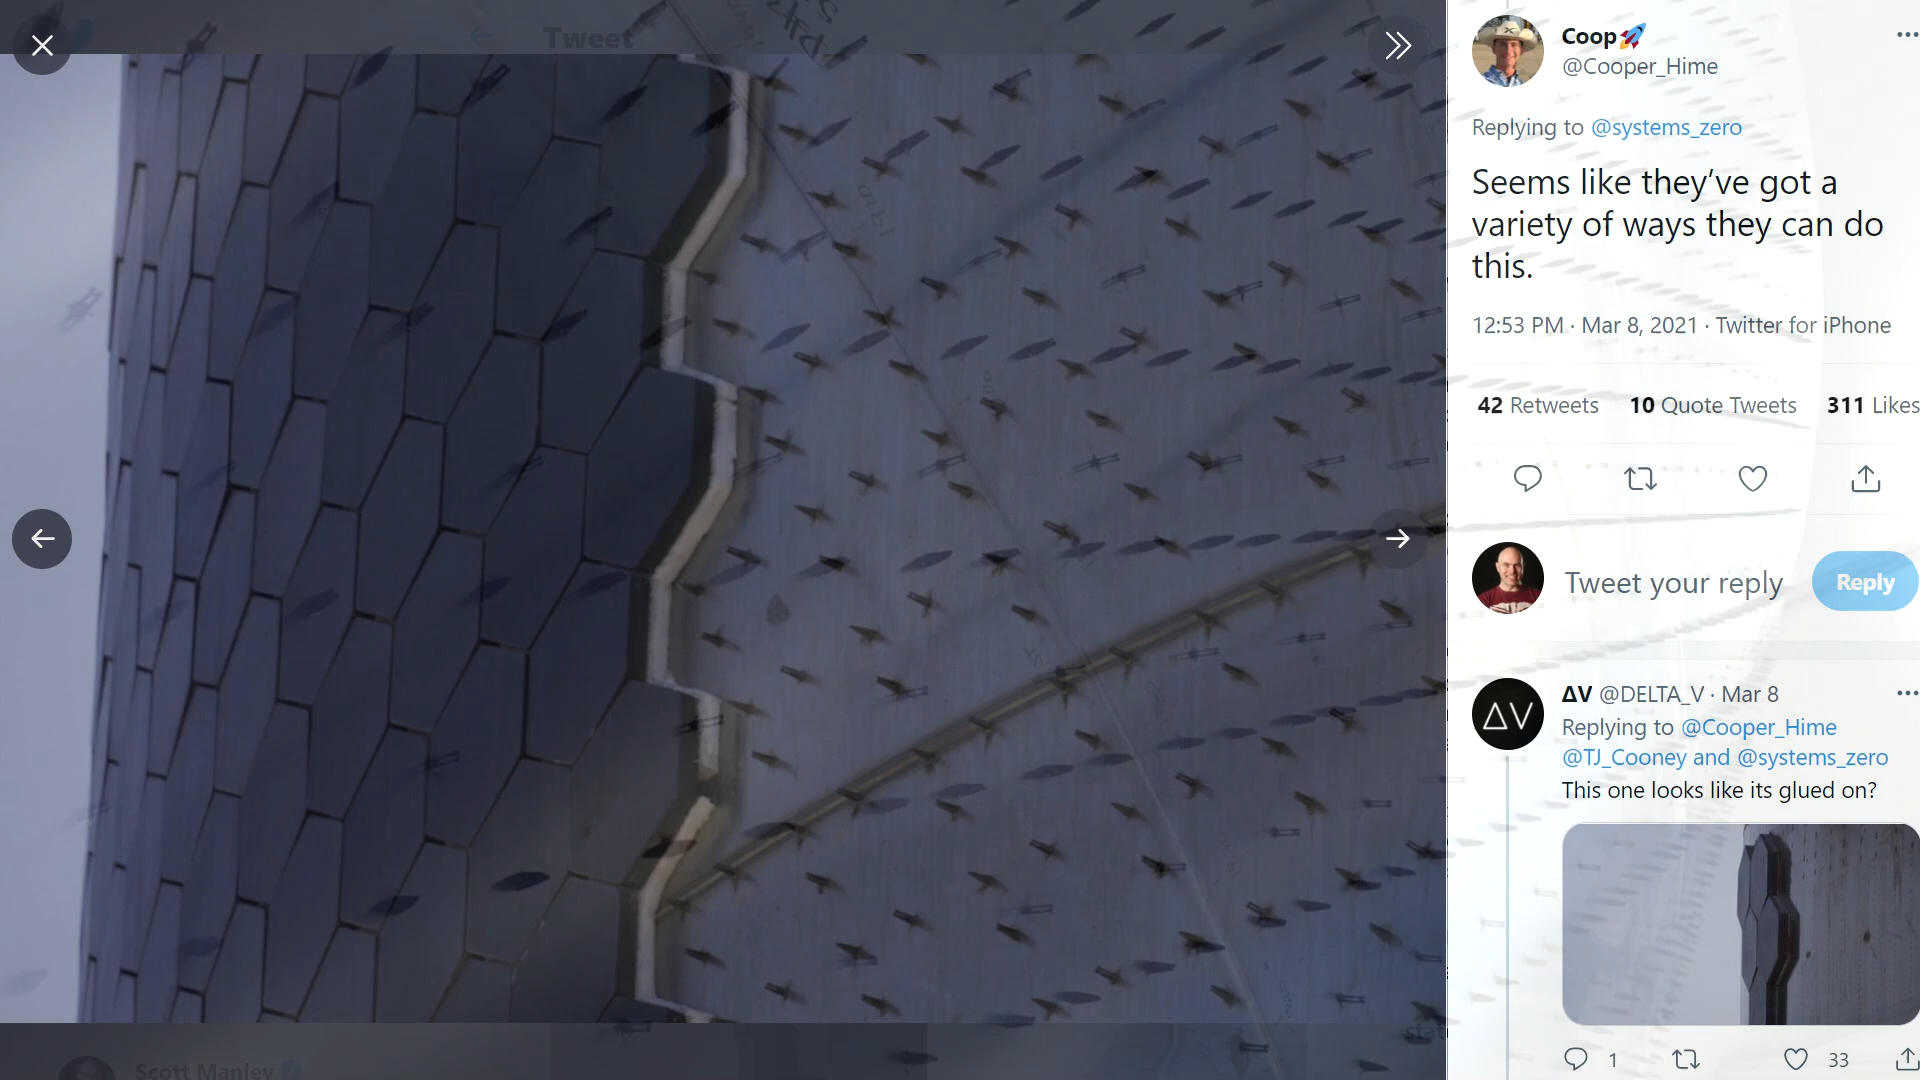 Tweet
Coop🚀
@Cooper_Hime
Replying to @systems_zero
Seems like they’ve got a
variety of ways they can do
this.
12:53 PM · Mar 8, 2021 · Twitter for iPhone
42 Retweets 10 Quote Tweets 311 Likes
Tweet your reply
Reply
ΔV @DELTA_V · Mar 8
Replying to @Cooper_Hime
@TJ_Cooney and @systems_zero
This one looks like its glued on?
ΔV
1 33
Scott Manley